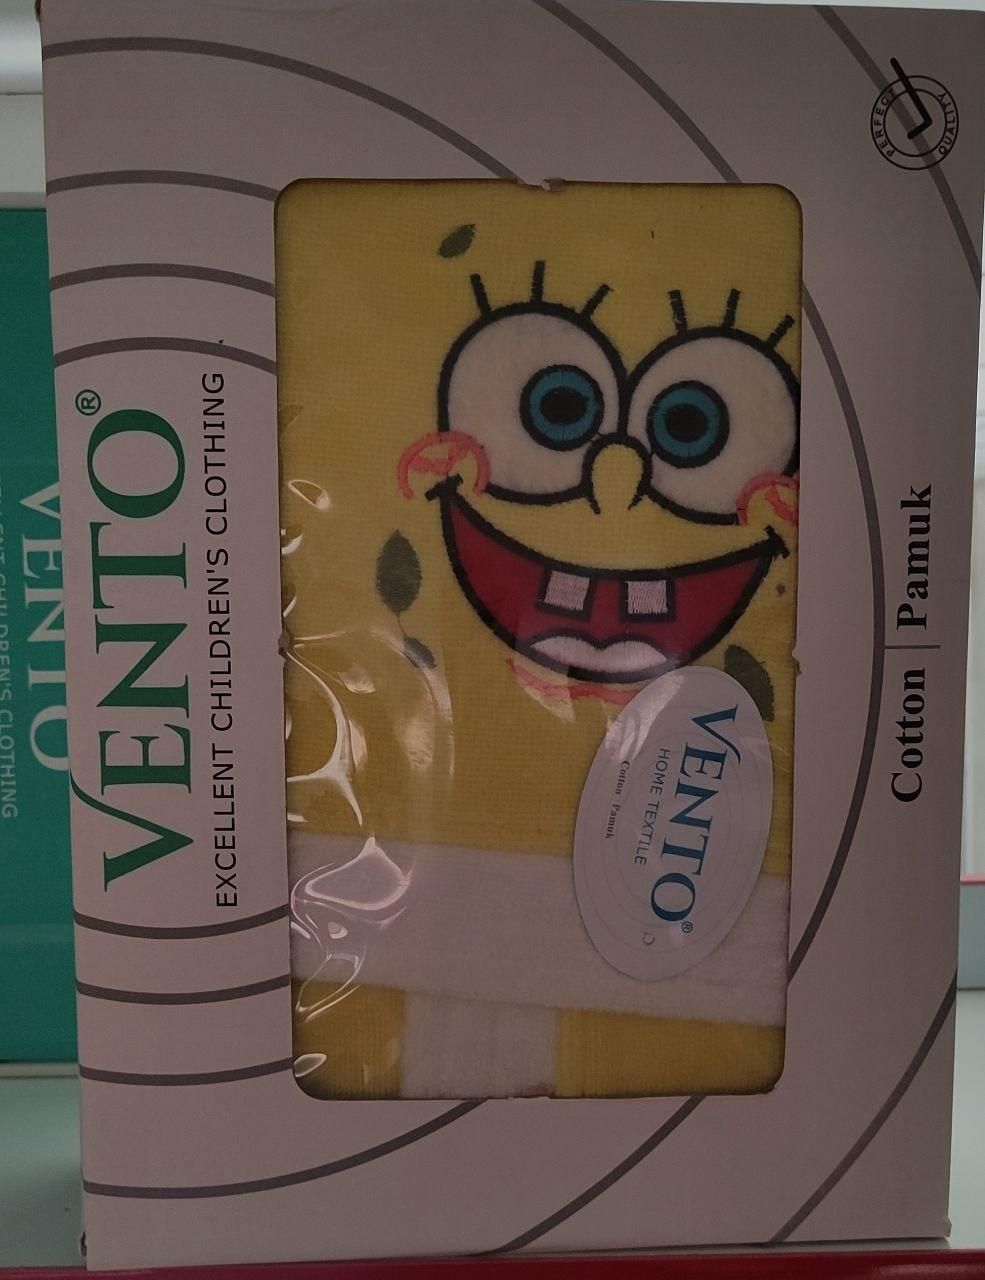 VENTO®
EXCELLENT CHILDREN'S CLOTHING
PERFECT QUALITY
Cotton | Pamuk
VENTO®
HOME TEXTILE
Cotton Pamuk
VENTO
CHILDREN'S CLOTHING